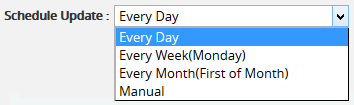 Schedule Update : Every Day
Every Day
Every Week(Monday)
Every Month(First of Month)
Manual